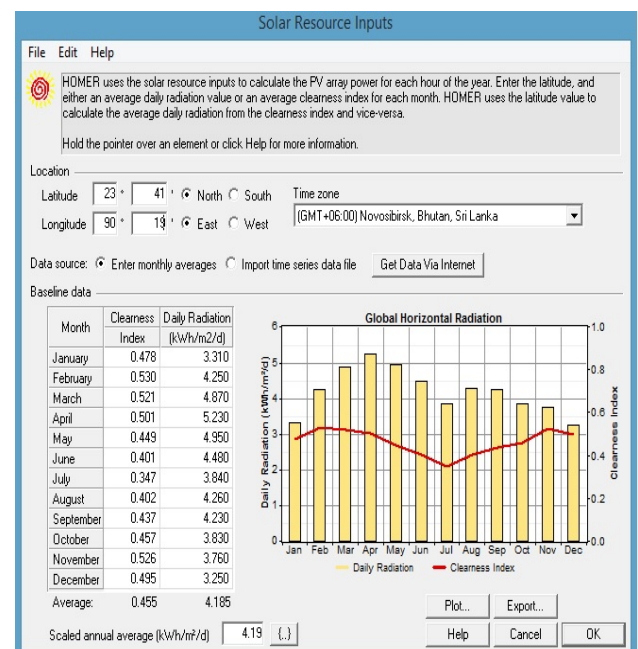 Solar Resource Inputs
File Edit Help
HOMER uses the solar resource inputs to calculate the PV array power for each hour of the year. Enter the latitude, and
either an average daily radiation value or an average clearness index for each month. HOMER uses the latitude value to
calculate the average daily radiation from the clearness index and vice-versa.
Hold the pointer over an element or click Help for more information.
Location
Latitude 23 ° 41 ' North South Time zone
Longitude 90 ° 19 ' East West (GMT+06:00) Novosibirsk, Bhutan, Sri Lanka
Data source: Enter monthly averages Import time series data file Get Data Via Internet
Baseline data
Month Clearness Index Daily Radiation (kWh/m2/d)
January 0.478 3.310
February 0.530 4.250
March 0.521 4.870
April 0.501 5.230
May 0.449 4.950
June 0.401 4.480
July 0.347 3.840
August 0.402 4.260
September 0.437 4.230
October 0.457 3.830
November 0.526 3.760
December 0.495 3.250
Average: 0.455 4.185
Scaled annual average (kWh/m²/d) 4.19 {..}
Global Horizontal Radiation
Daily Radiation (kWh/m²/d)
6
5
4
3
2
1
0
Clearness Index
1.0
0.8
0.6
0.4
0.2
0.0
Jan Feb Mar Apr May Jun Jul Aug Sep Oct Nov Dec
Daily Radiation Clearness Index
Plot... Export...
Help Cancel OK